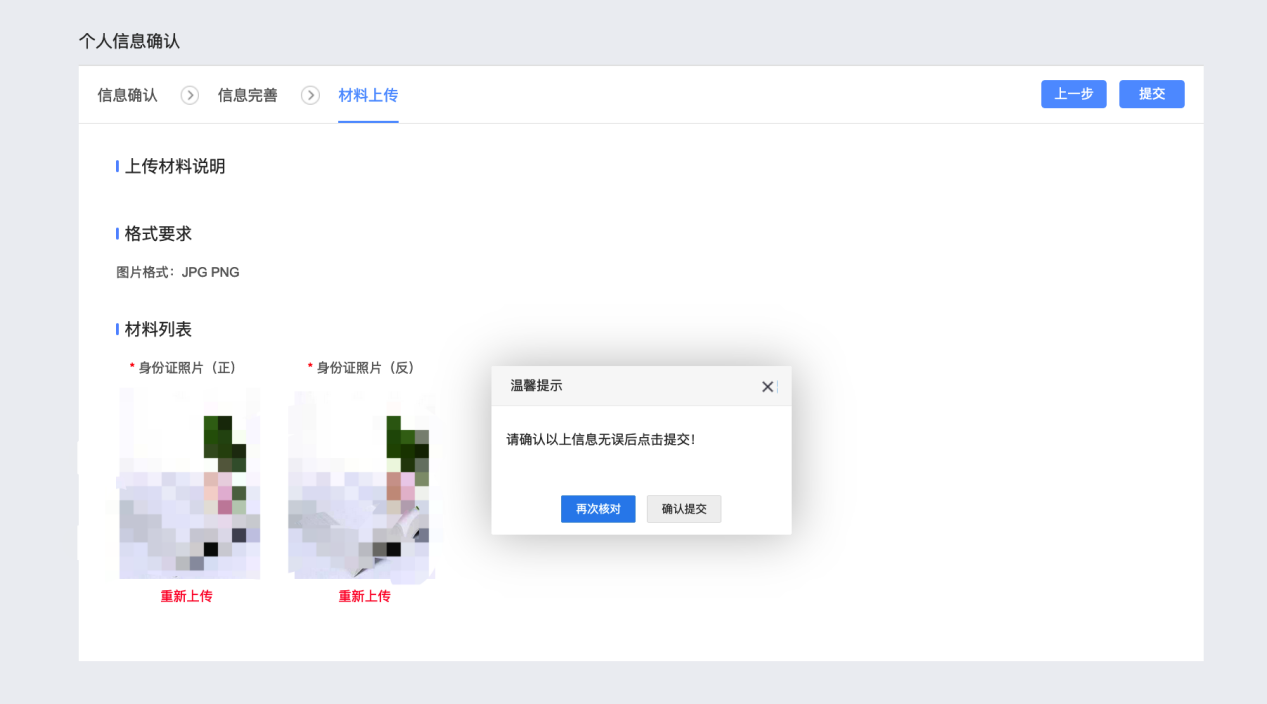 个人信息确认
信息确认 信息完善 材料上传 上一步 提交
上传材料说明
格式要求
图片格式：JPG PNG
材料列表
* 身份证照片（正） * 身份证照片（反）
温馨提示
请确认以上信息无误后点击提交！
再次核对 确认提交
重新上传 重新上传